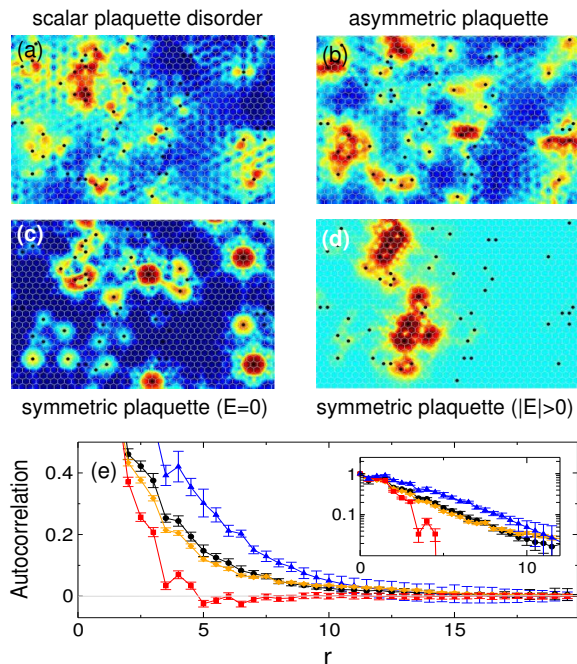 scalar plaquette disorder
asymmetric plaquette
(a)
(b)
(c)
(d)
symmetric plaquette (E=0)
symmetric plaquette (|E|>0)
(e)
Autocorrelation
0.4
0.2
0
0
5
10
15
r
1
0.1
0
10